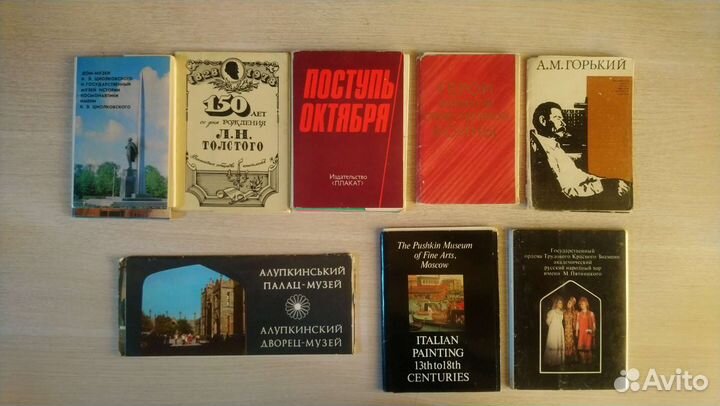 ДОМ-МУЗЕЙ
К. Э. ЦИОЛКОВСКОГО
И ГОСУДАРСТВЕННЫЙ
МУЗЕЙ ИСТОРИИ
КОСМОНАВТИКИ
ИМЕНИ
К. Э. ЦИОЛКОВСКОГО
1828 1978
150 ЛЕТ
со дня РОЖДЕНИЯ
Л.Н.
ТОЛСТОГО
ПОСТУПЬ
ОКТЯБРЯ
Издательство
«ПЛАКАТ»
А.М.ГОРЬКИЙ
АЛУПКИНСЬКИЙ
ПАЛАЦ-МУЗЕЙ
АЛУПКИНСКИЙ
ДВОРЕЦ-МУЗЕЙ
The Pushkin Museum
of Fine Arts,
Moscow
ITALIAN
PAINTING
13th to 18th
CENTURIES
Государственный
ордена Трудового Красного Знамени
академический
русский народный хор
имени М. Пятницкого
Avito